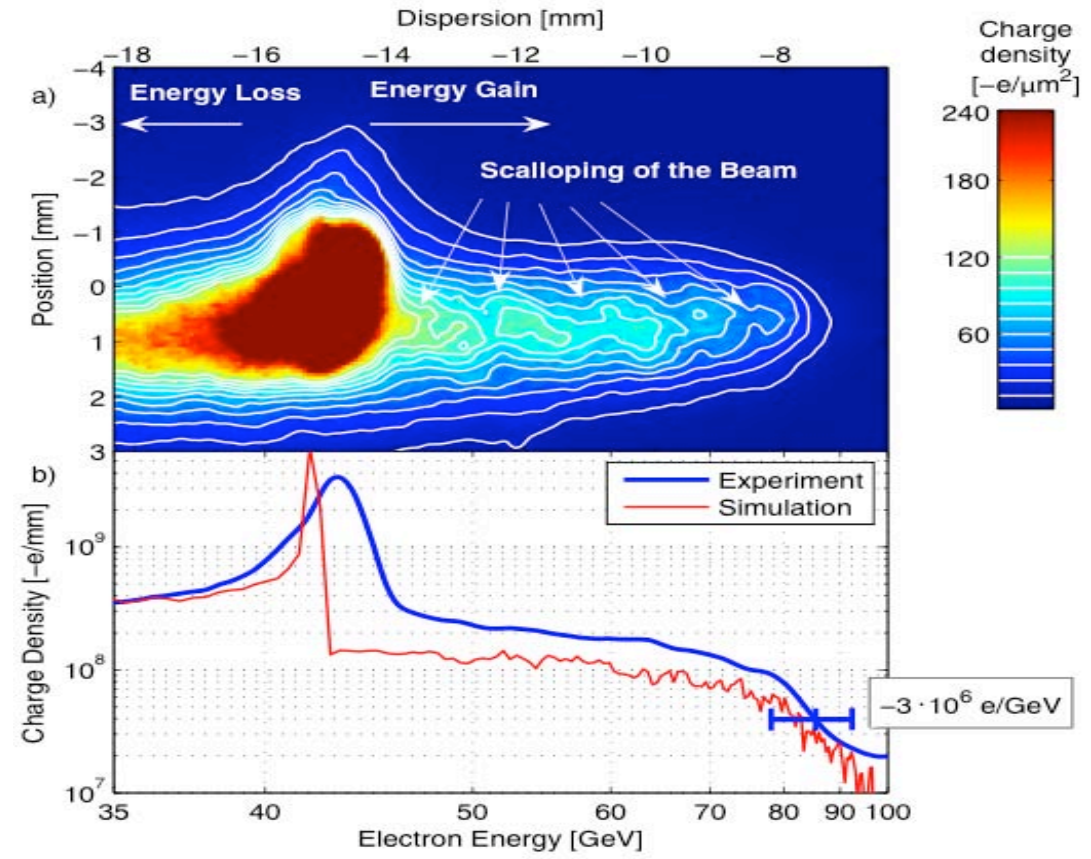 Dispersion [mm]
−18 −16 −14 −12 −10 −8
Charge
density
[−e/μm²]
a)
−4
−3
−2
−1
0
1
2
3
Position [mm]
Energy Loss
Energy Gain
Scalloping of the Beam
240
180
120
60
b)
Experiment
Simulation
10⁹
10⁸
10⁷
Charge Density [−e/mm]
−3·10⁶ e/GeV
35 40 50 60 70 80 90 100
Electron Energy [GeV]